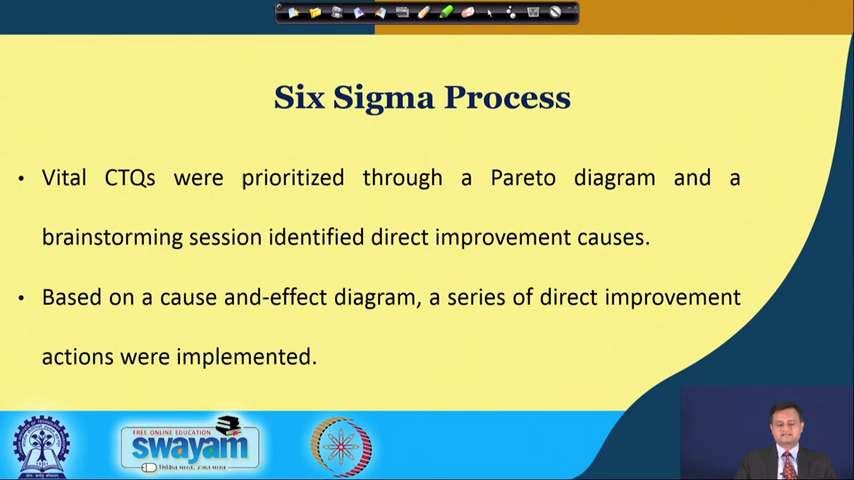 Six Sigma Process
• Vital CTQs were prioritized through a Pareto diagram and a
brainstorming session identified direct improvement causes.
• Based on a cause and-effect diagram, a series of direct improvement
actions were implemented.
FREE ONLINE EDUCATION
swayam